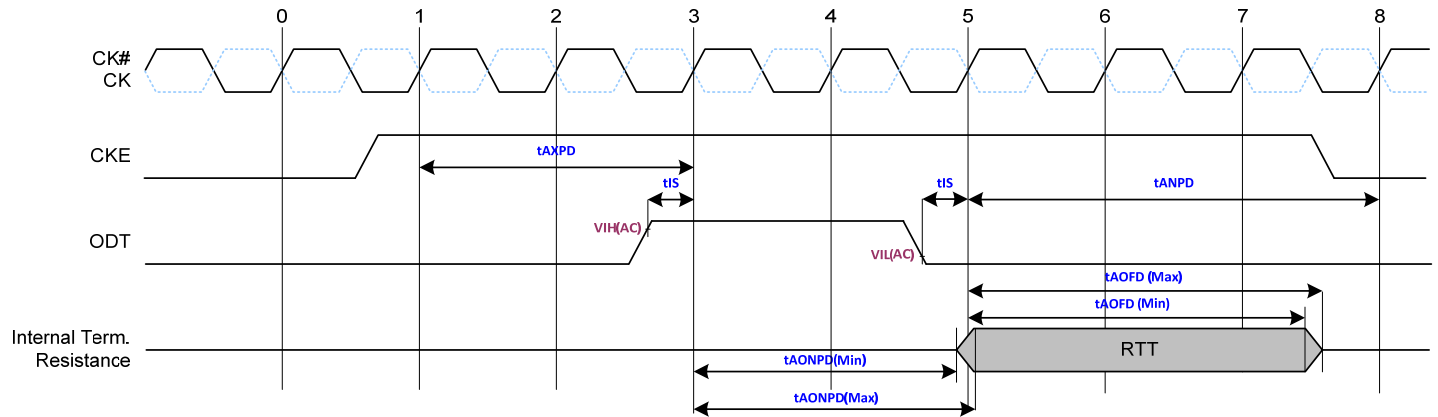 0 1 2 3 4 5 6 7 8
CK#
CK
CKE
tAXPD
tIS
tIS
tANPD
VIH(AC)
ODT
VIL(AC)
tAOFD (Max)
tAOFD (Min)
Internal Term.
Resistance
RTT
tAONPD(Min)
tAONPD(Max)